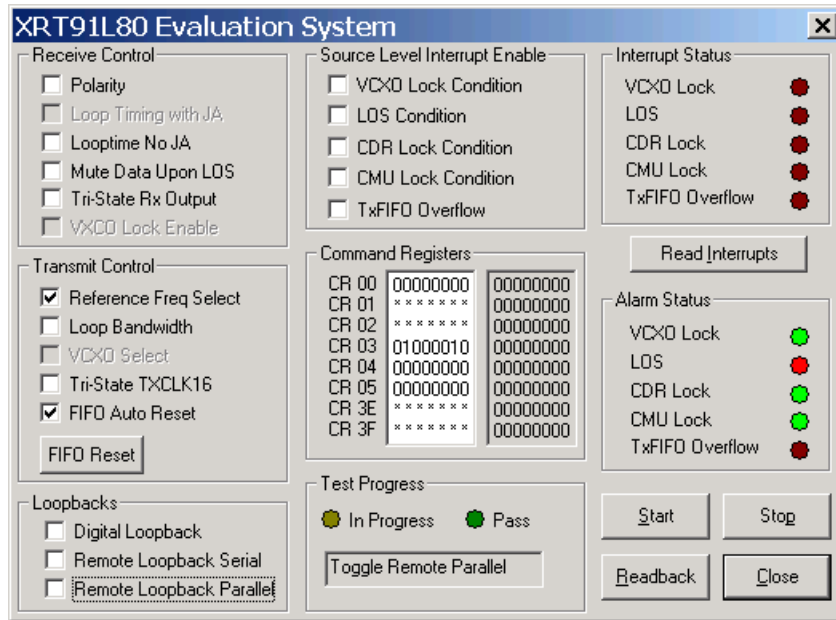 XRT91L80 Evaluation System
Receive Control
Polarity
Loop Timing with JA
Looptime No JA
Mute Data Upon LOS
Tri-State Rx Output
VXCO Lock Enable
Transmit Control
Reference Freq Select
Loop Bandwidth
VCXO Select
Tri-State TXCLK16
FIFO Auto Reset
FIFO Reset
Loopbacks
Digital Loopback
Remote Loopback Serial
Remote Loopback Parallel
Source Level Interrupt Enable
VCXO Lock Condition
LOS Condition
CDR Lock Condition
CMU Lock Condition
TxFIFO Overflow
Command Registers
CR 00 00000000 00000000
CR 01 ******* 00000000
CR 02 ******* 00000000
CR 03 01000010 00000000
CR 04 00000000 00000000
CR 05 00000000 00000000
CR 3E ******* 00000000
CR 3F ******* 00000000
Test Progress
In Progress Pass
Toggle Remote Parallel
Interrupt Status
VCXO Lock
LOS
CDR Lock
CMU Lock
TxFIFO Overflow
Read Interrupts
Alarm Status
VCXO Lock
LOS
CDR Lock
CMU Lock
TxFIFO Overflow
Start Stop
Readback Close